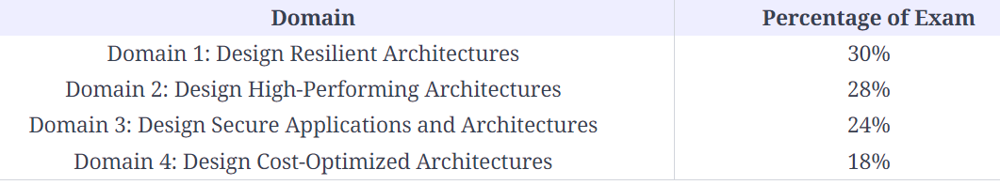 Domain Percentage of Exam
Domain 1: Design Resilient Architectures 30%
Domain 2: Design High-Performing Architectures 28%
Domain 3: Design Secure Applications and Architectures 24%
Domain 4: Design Cost-Optimized Architectures 18%